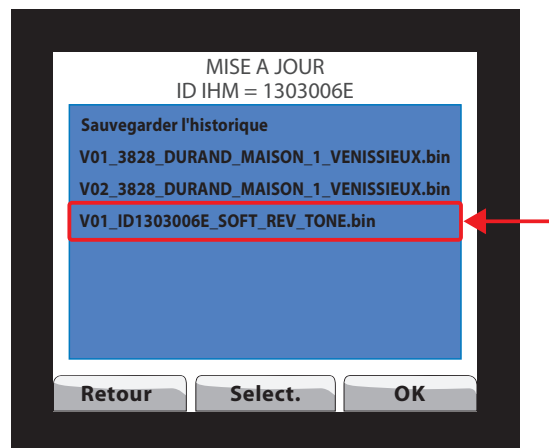 MISE A JOUR
ID IHM = 1303006E
Sauvegarder l'historique
V01_3828_DURAND_MAISON_1_VENISSIEUX.bin
V02_3828_DURAND_MAISON_1_VENISSIEUX.bin
V01_ID1303006E_SOFT_REV_TONE.bin
Retour Select. OK